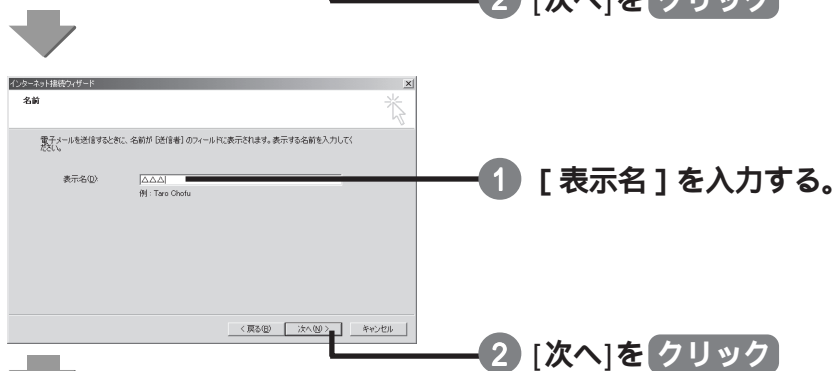 2 [次へ]を クリック
インターネット接続ウィザード
名前
電子メールを送信するときに、名前が [送信者] のフィールドに表示されます。表示する名前を入力してく
ださい。
表示名(D): △△△
例 : Taro Chofu
1 [ 表示名 ] を入力する。
< 戻る(B) 次へ(N) > キャンセル
2 [次へ]を クリック